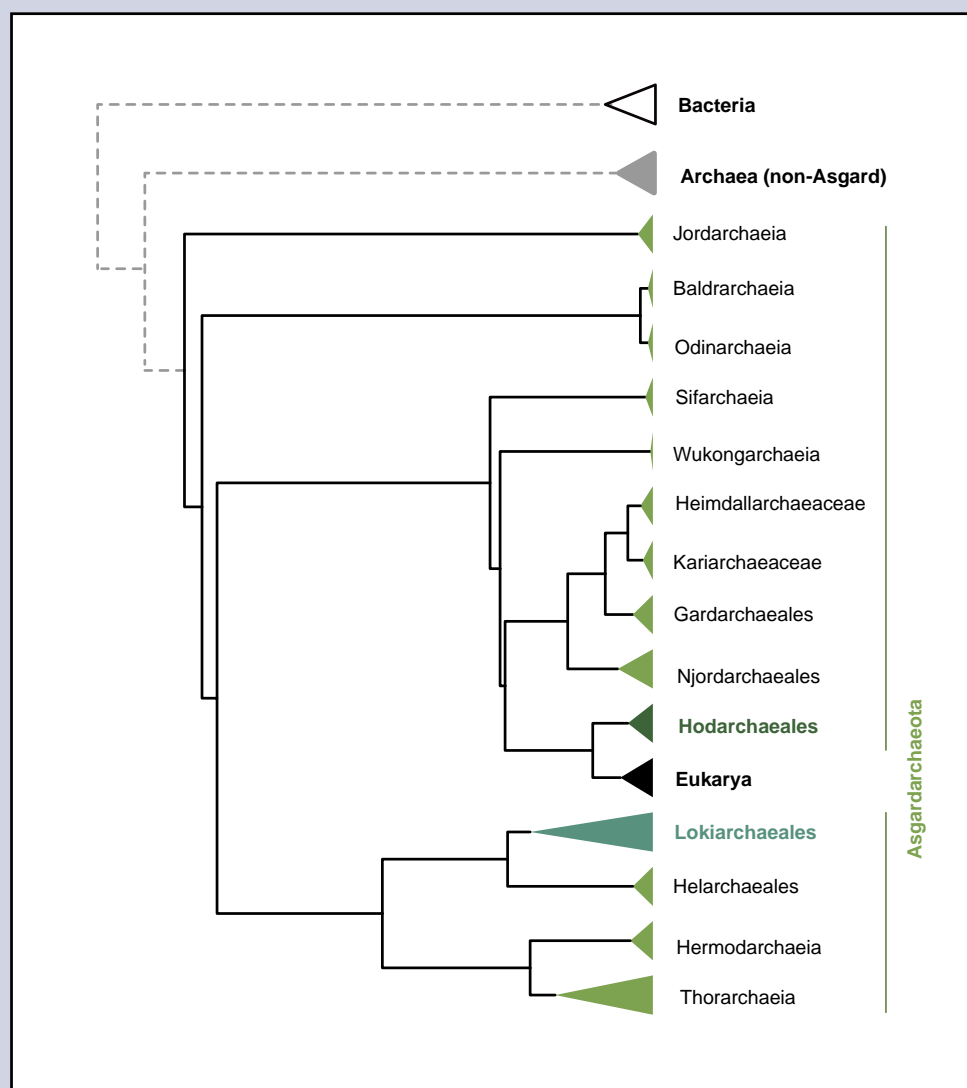 Bacteria
Archaea (non-Asgard)
Jordarchaeia
Baldrarchaeia
Odinarchaeia
Sifarchaeia
Wukongarchaeia
Heimdallarchaeaceae
Kariarchaeaceae
Gardarchaeales
Njordarchaeales
Hodarchaeales
Eukarya
Lokiarchaeales
Helarchaeales
Hermodarchaeia
Thorarchaeia
Asgardarchaeota